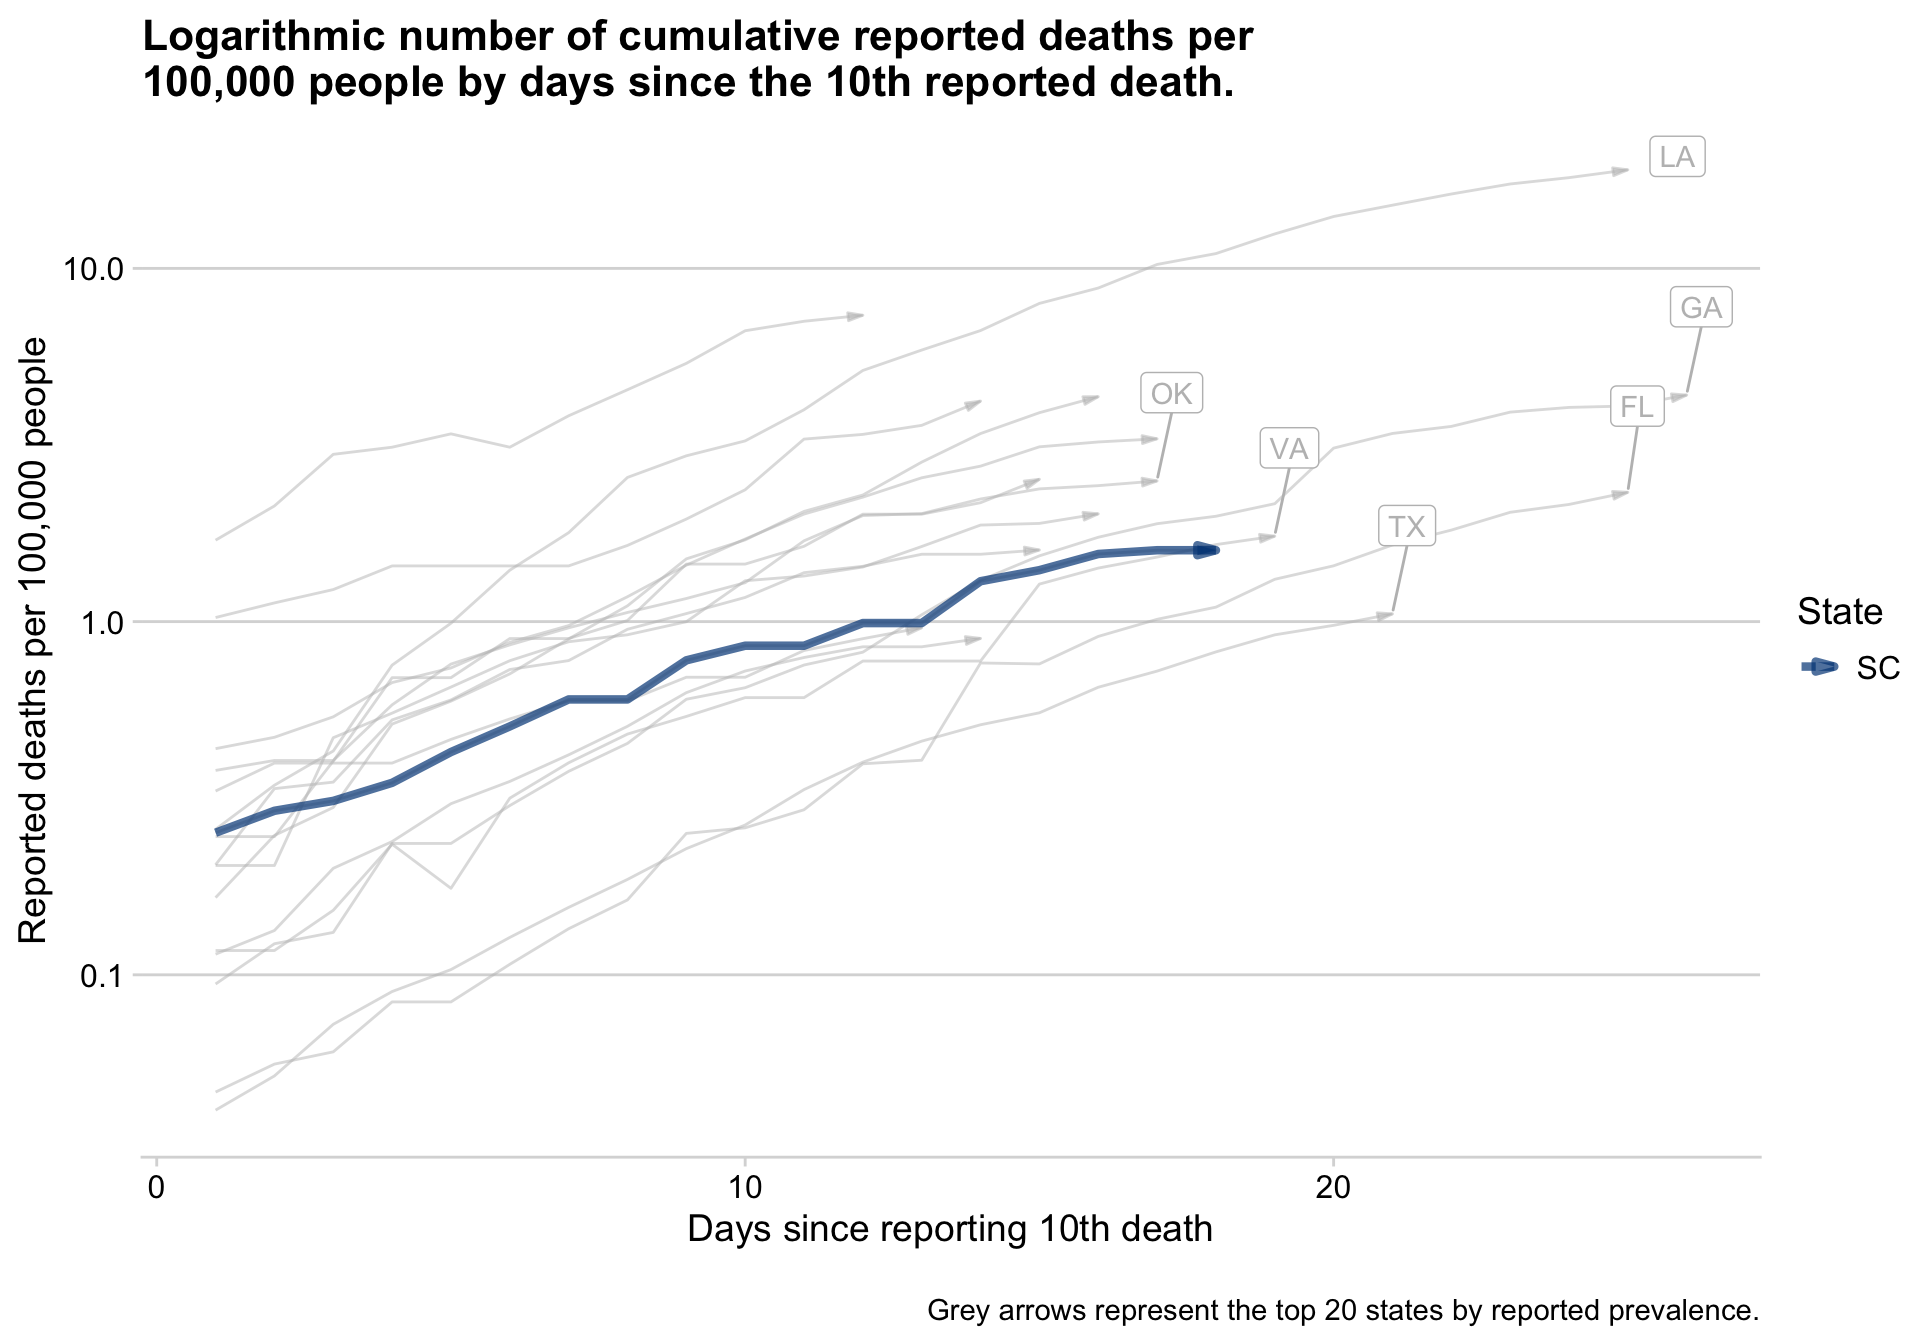 Logarithmic number of cumulative reported deaths per
100,000 people by days since the 10th reported death.
LA
10.0
GA
OK
FL
VA
TX
Reported deaths per 100,000 people
State
1.0
SC
0.1
0
10
20
Days since reporting 10th death
Grey arrows represent the top 20 states by reported prevalence.